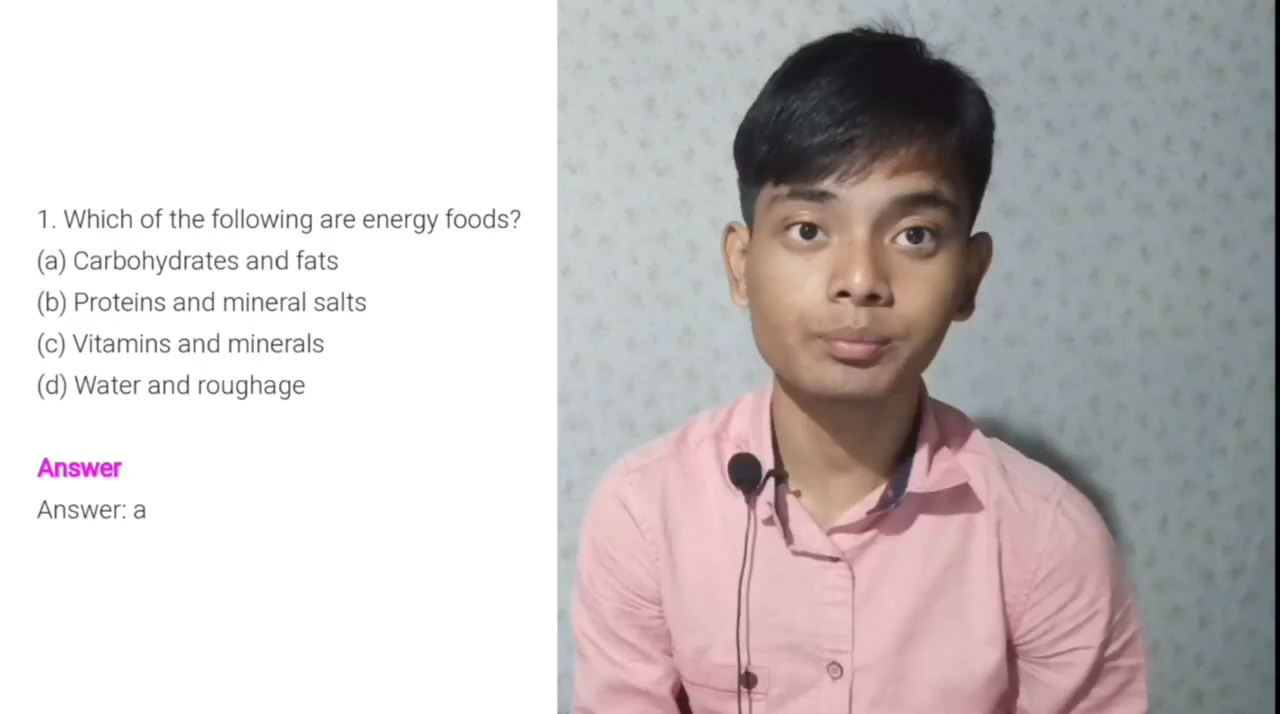 1. Which of the following are energy foods?
(a) Carbohydrates and fats
(b) Proteins and mineral salts
(c) Vitamins and minerals
(d) Water and roughage
Answer
Answer: a